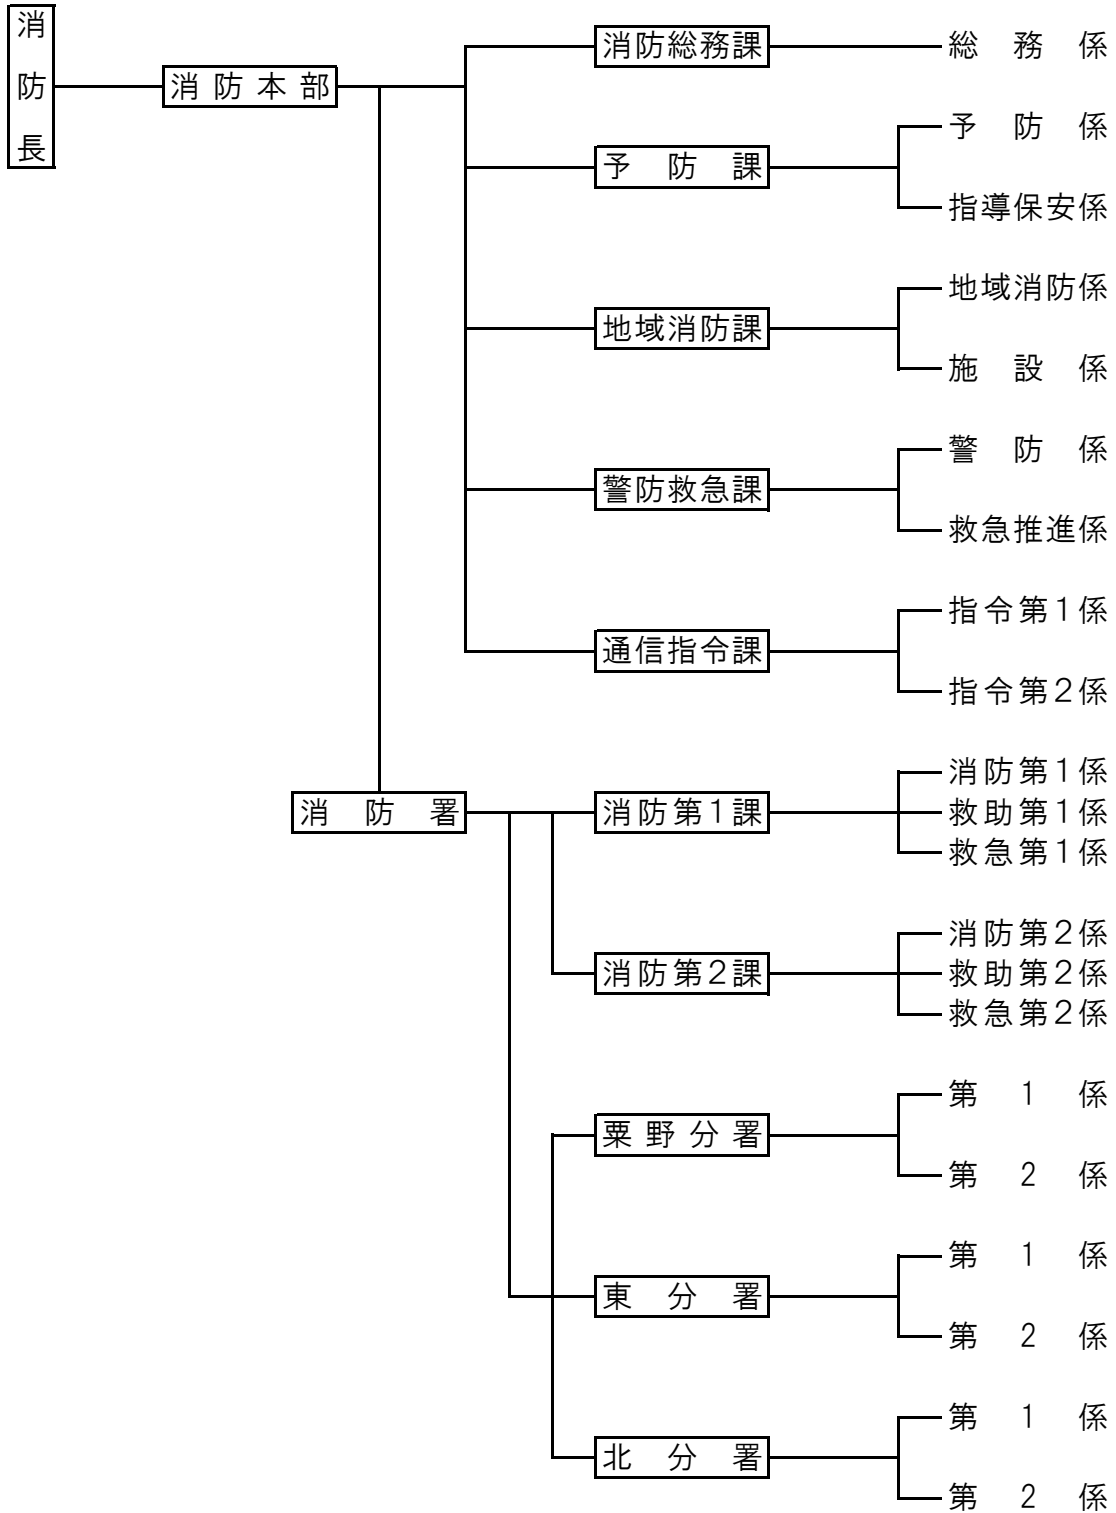 消防長
消防本部
消防総務課
総務係
予防課
予防係
指導保安係
地域消防課
地域消防係
施設係
警防救急課
警防係
救急推進係
通信指令課
指令第1係
指令第2係
消防署
消防第1課
消防第1係
救助第1係
救急第1係
消防第2課
消防第2係
救助第2係
救急第2係
粟野分署
第1係
第2係
東分署
第1係
第2係
北分署
第1係
第2係